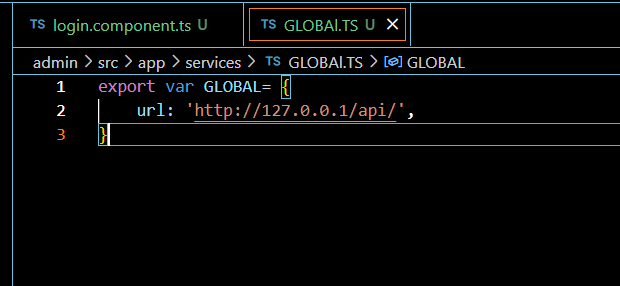 TS login.component.ts U TS GLOBAl.TS U ×
admin > src > app > services > TS GLOBAl.TS > GLOBAL
1 export var GLOBAL= {
2 url: 'http://127.0.0.1/api/',
3 }